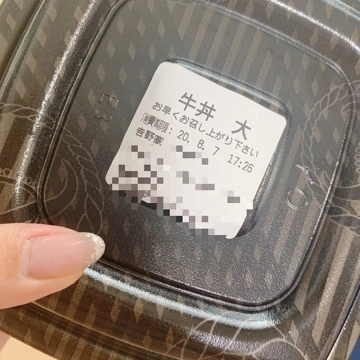 牛丼 大
お早くお召し上がり下さい
消費期限: 20. 8. 7 17:26
吉野家